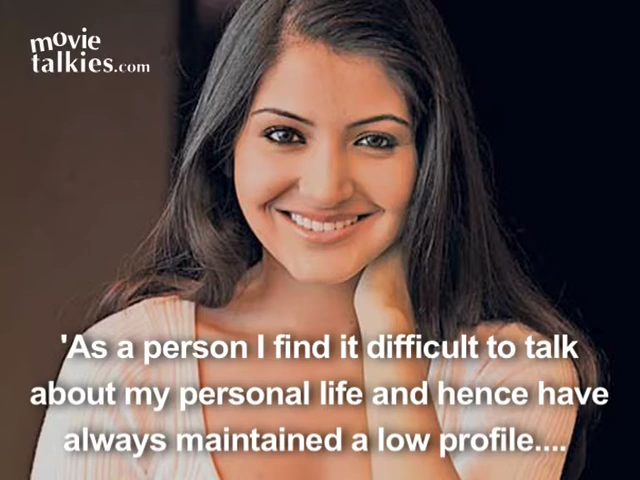 movie
talkies.com
'As a person I find it difficult to talk
about my personal life and hence have
always maintained a low profile....